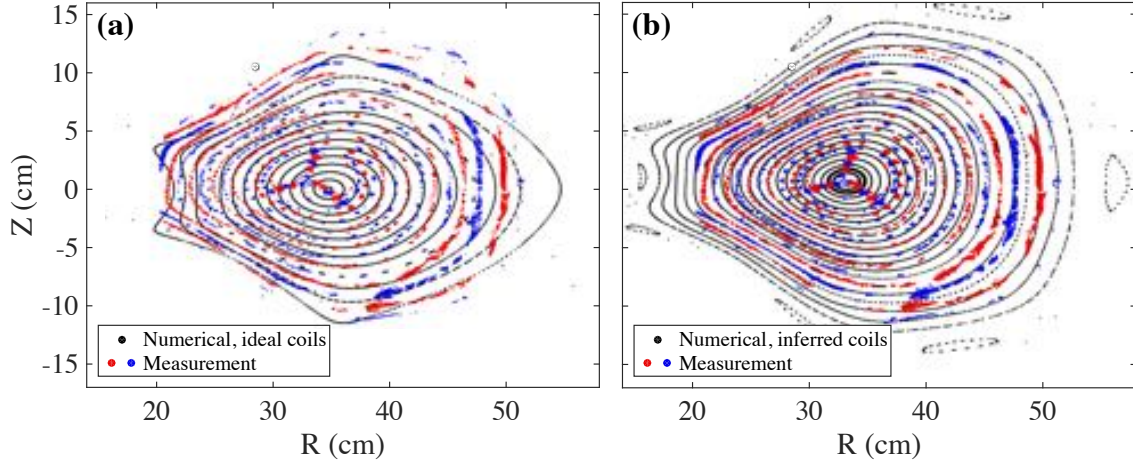 (a)
15
10
5
0
-5
-10
-15
Z (cm)
Numerical, ideal coils
Measurement
20
30
40
50
R (cm)
(b)
Numerical, inferred coils
Measurement
20
30
40
50
R (cm)